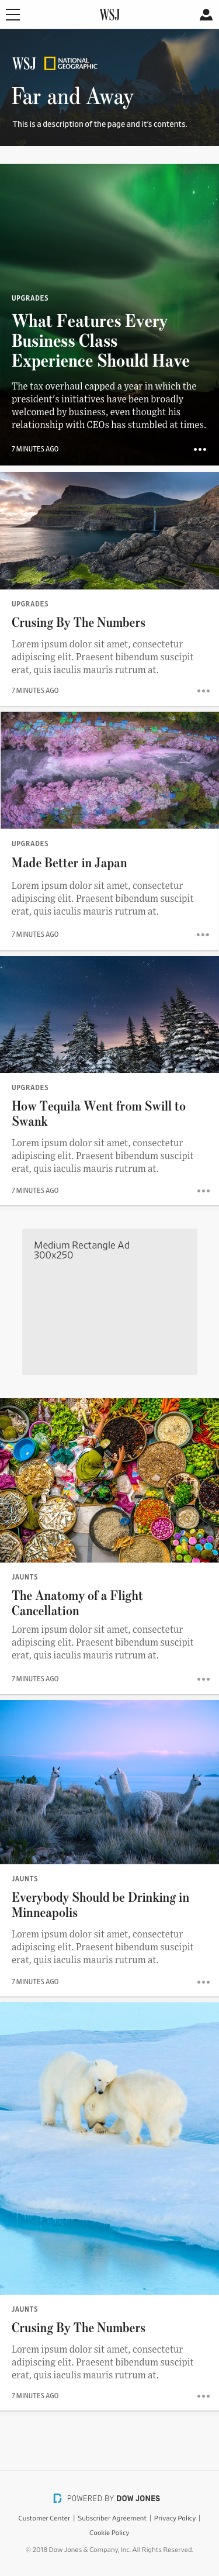 WSJ
WSJ NATIONAL
GEOGRAPHIC
Far and Away
This is a description of the page and it's contents.
UPGRADES
What Features Every
Business Class
Experience Should Have
The tax overhaul capped a year in which the
president's initiatives have been broadly
welcomed by business, even thought his
relationship with CEOs has stumbled at times.
7 MINUTES AGO
UPGRADES
Crusing By The Numbers
Lorem ipsum dolor sit amet, consectetur
adipiscing elit. Praesent bibendum suscipit
erat, quis iaculis mauris rutrum at.
7 MINUTES AGO
UPGRADES
Made Better in Japan
Lorem ipsum dolor sit amet, consectetur
adipiscing elit. Praesent bibendum suscipit
erat, quis iaculis mauris rutrum at.
7 MINUTES AGO
UPGRADES
How Tequila Went from Swill to
Swank
Lorem ipsum dolor sit amet, consectetur
adipiscing elit. Praesent bibendum suscipit
erat, quis iaculis mauris rutrum at.
7 MINUTES AGO
Medium Rectangle Ad
300x250
JAUNTS
The Anatomy of a Flight
Cancellation
Lorem ipsum dolor sit amet, consectetur
adipiscing elit. Praesent bibendum suscipit
erat, quis iaculis mauris rutrum at.
7 MINUTES AGO
JAUNTS
Everybody Should be Drinking in
Minneapolis
Lorem ipsum dolor sit amet, consectetur
adipiscing elit. Praesent bibendum suscipit
erat, quis iaculis mauris rutrum at.
7 MINUTES AGO
JAUNTS
Crusing By The Numbers
Lorem ipsum dolor sit amet, consectetur
adipiscing elit. Praesent bibendum suscipit
erat, quis iaculis mauris rutrum at.
7 MINUTES AGO
POWERED BY DOW JONES
Customer Center | Subscriber Agreement | Privacy Policy |
Cookie Policy
© 2018 Dow Jones & Company, Inc. All Rights Reserved.